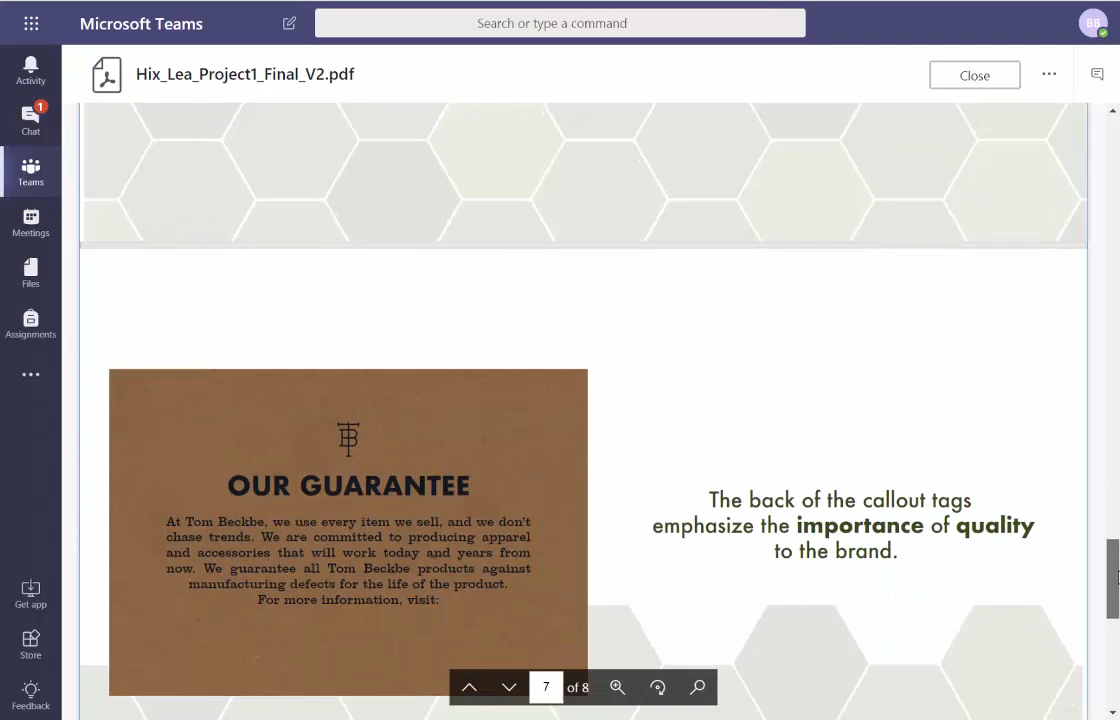 Microsoft Teams
Search or type a command
BB
Activity
Hix_Lea_Project1_Final_V2.pdf
Close
1
Chat
Teams
Meetings
Files
Assignments
OUR GUARANTEE
At Tom Beckbe, we use every item we sell, and we don't
chase trends. We are committed to producing apparel
and accessories that will work today and years from
now. We guarantee all Tom Beckbe products against
manufacturing defects for the life of the product.
For more information, visit:
The back of the callout tags
emphasize the importance of quality
to the brand.
Get app
Store
Feedback
7 of 8